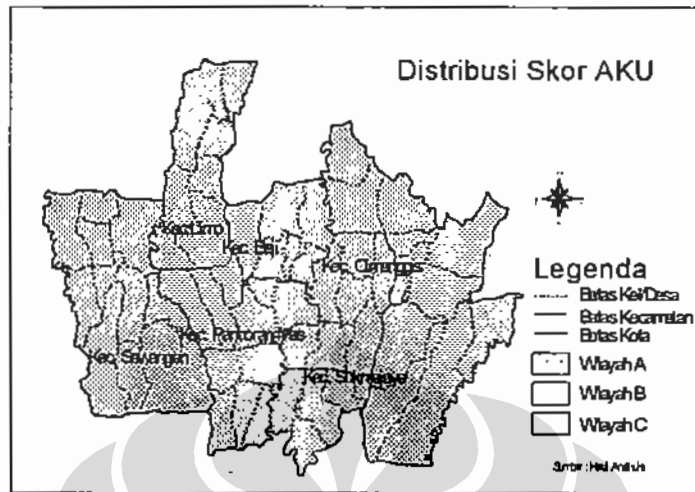 Distribusi Skor AKU
Kec. Limo
Kec. Beji
Kec. Cimanggis
Kec. Pancoran Mas
Kec. Sawangan
Kec. Sukmajaya
Legenda
Batas Kel/Desa
Batas Kecamatan
Batas Kota
Wilayah A
Wilayah B
Wilayah C
Sumber : Hasil Analisis